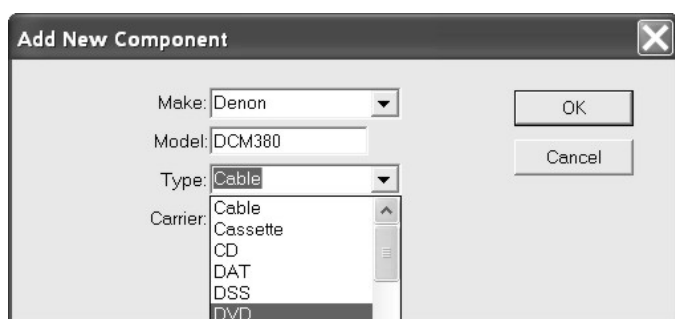 Add New Component
Make: Denon
OK
Model: DCM380
Cancel
Type: Cable
Carrier:
Cable
Cassette
CD
DAT
DSS
DVD